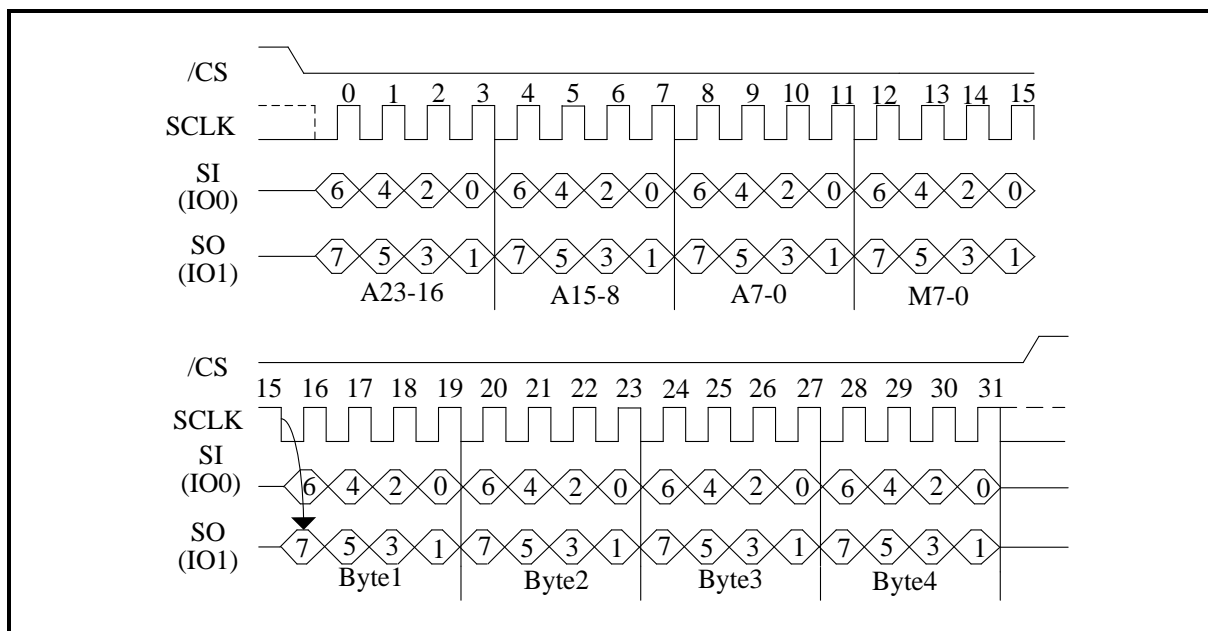 /CS
0 1 2 3 4 5 6 7 8 9 10 11 12 13 14 15
SCLK
SI
(IO0)
6 4 2 0 6 4 2 0 6 4 2 0 6 4 2 0
SO
(IO1)
7 5 3 1 7 5 3 1 7 5 3 1 7 5 3 1
A23-16 A15-8 A7-0 M7-0
/CS
15 16 17 18 19 20 21 22 23 24 25 26 27 28 29 30 31
SCLK
SI
(IO0)
6 4 2 0 6 4 2 0 6 4 2 0 6 4 2 0
SO
(IO1)
7 5 3 1 7 5 3 1 7 5 3 1 7 5 3 1
Byte1 Byte2 Byte3 Byte4